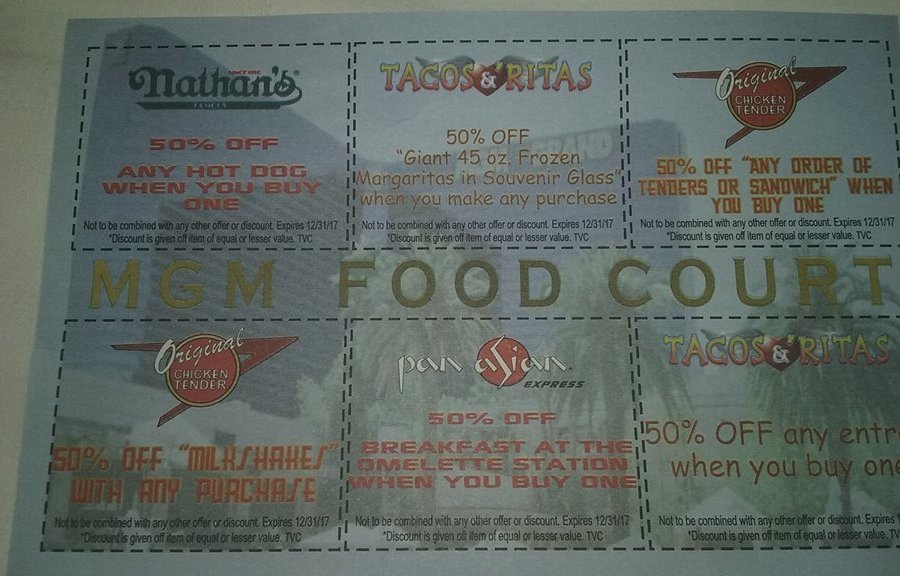 SINCE 1916
Nathan's
FAMOUS
50% OFF
ANY HOT DOG
WHEN YOU BUY
ONE
Not to be combined with any other offer or discount. Expires 12/31/17
*Discount is given off item of equal or lesser value. TVC
TACOS & 'RITAS
50% OFF
"Giant 45 oz. Frozen
Margaritas in Souvenir Glass"
when you make any purchase
Not to be combined with any other offer or discount. Expires 12/31/17
*Discount is given off item of equal or lesser value. TVC
Original
CHICKEN
TENDER
50% OFF "ANY ORDER OF
TENDERS OR SANDWICH" WHEN
YOU BUY ONE
Not to be combined with any other offer or discount. Expires 12/31/17
*Discount is given off item of equal or lesser value. TVC
MGM FOOD COURT
Original
CHICKEN
TENDER
50% OFF "MILKSHAKES"
WITH ANY PURCHASE
Not to be combined with any other offer or discount. Expires 12/31/17
*Discount is given off item of equal or lesser value. TVC
pan asian
EXPRESS
50% OFF
BREAKFAST AT THE
OMELETTE STATION
WHEN YOU BUY ONE
Not to be combined with any other offer or discount. Expires 12/31/17
*Discount is given off item of equal or lesser value. TVC
TACOS & 'RITAS
50% OFF any entr
when you buy one
Not to be combined with any other offer or discount. Expires
*Discount is given off item of equal or lesser value. TVC